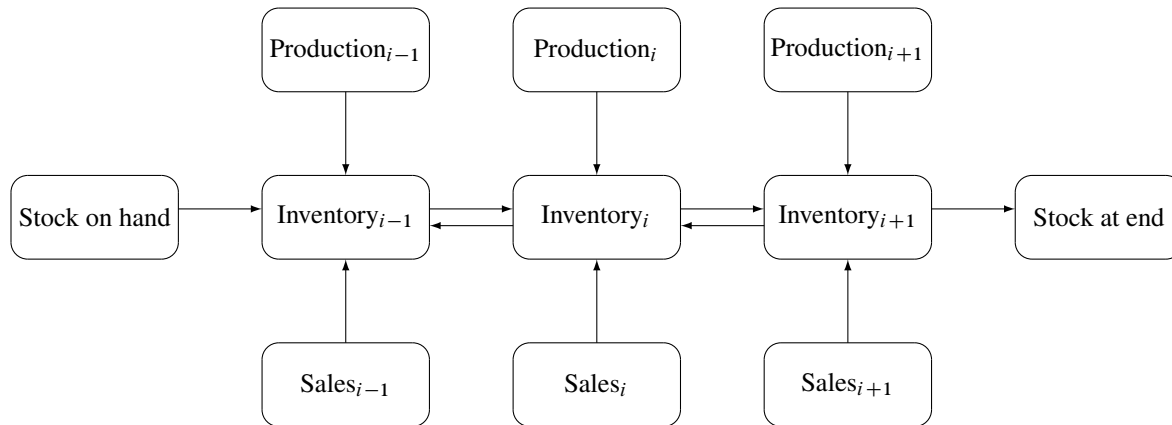 Production_{i−1}
Production_i
Production_{i+1}
Stock on hand
Inventory_{i−1}
Inventory_i
Inventory_{i+1}
Stock at end
Sales_{i−1}
Sales_i
Sales_{i+1}